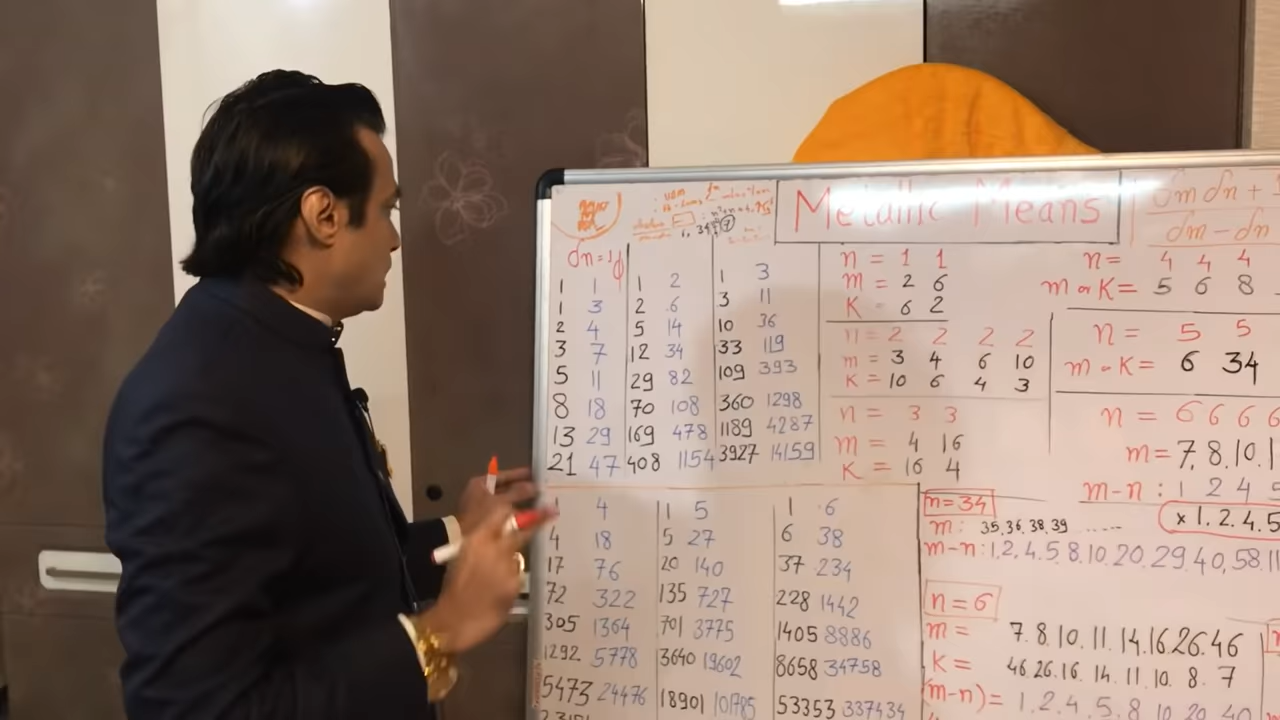 Metallic Means
δm δn + 1
δm - δn
δn = φ
1 1
1 3
2 4
3 7
5 11
8 18
13 29
21 47
1 2
2 6
5 14
12 34
29 82
70 108
169 478
408 1154
1 3
3 11
10 36
33 119
109 393
360 1298
1189 4287
3927 14159
n = 1 1
m = 2 6
K = 6 2
n = 2 2 2 2
m = 3 4 6 10
K = 10 6 4 3
n = 3 3
m = 4 16
K = 16 4
n = 4 4 4
m or K = 5 6 8
n = 5 5
m or K = 6 34
n = 6 6 6 6
m = 7. 8. 10. 1
m-n : 1 2 4 5
x 1. 2. 4. 5
1 4
4 18
17 76
72 322
305 1364
1292 5778
5473 24476
1 5
5 27
20 140
135 727
701 3775
3640 19602
18901 101785
1 6
6 38
37 234
228 1442
1405 8886
8658 34758
53353 337434
n=34
m: 35,36,38,39 ......
m-n: 1,2,4.5.8.10.20.29.40,58.11
n=6
m = 7. 8. 10. 11. 14. 16. 26. 46
K = 46. 26. 16. 14. 11. 10. 8. 7
(m-n) = 1. 2. 4. 5. 8 10 20 40